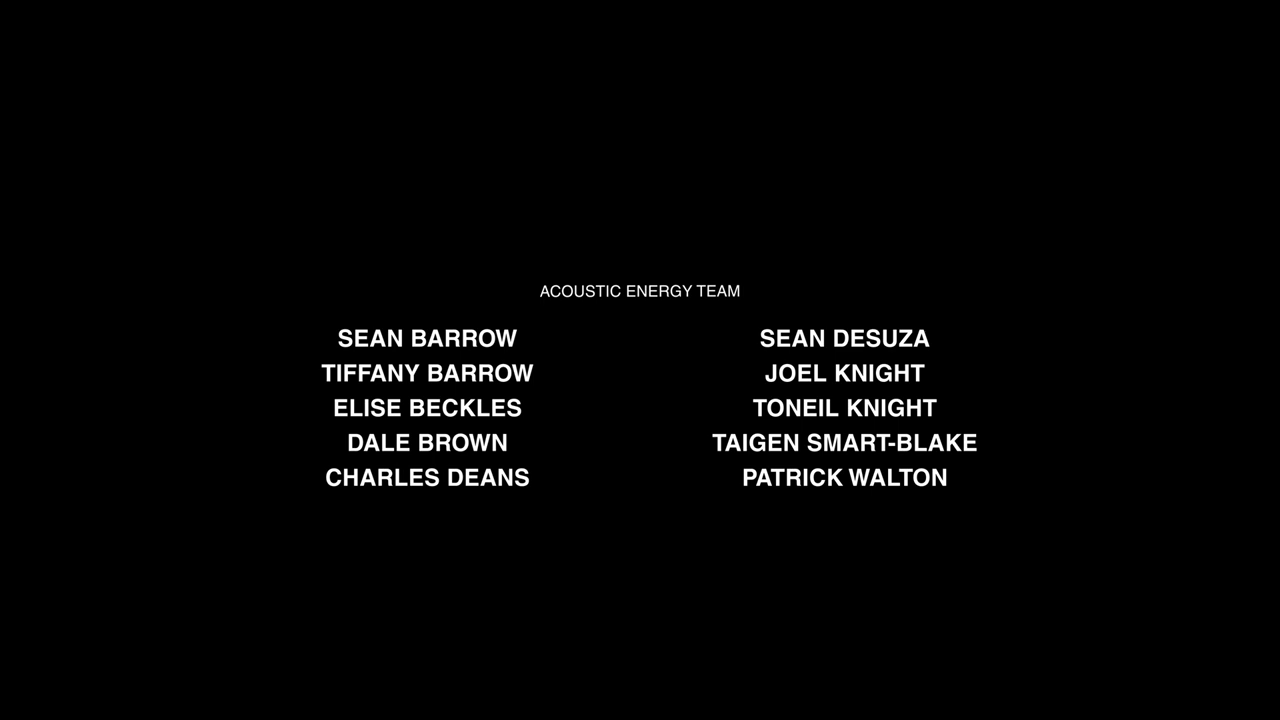 ACOUSTIC ENERGY TEAM
SEAN BARROW
TIFFANY BARROW
ELISE BECKLES
DALE BROWN
CHARLES DEANS
SEAN DESUZA
JOEL KNIGHT
TONEIL KNIGHT
TAIGEN SMART-BLAKE
PATRICK WALTON